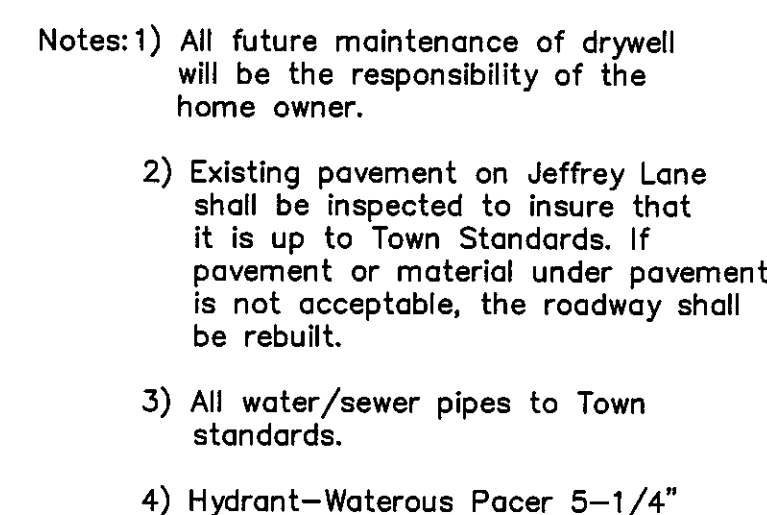 Notes: 1) All future maintenance of drywell
will be the responsibility of the
home owner.
2) Existing pavement on Jeffrey Lane
shall be inspected to insure that
it is up to Town Standards. If
pavement or material under pavement
is not acceptable, the roadway shall
be rebuilt.
3) All water/sewer pipes to Town
standards.
4) Hydrant-Waterous Pacer 5-1/4"